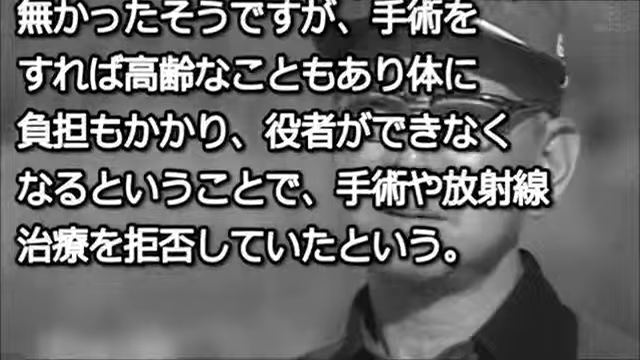 無かったそうですが、手術を
すれば高齢なこともあり体に
負担もかかり、役者ができなく
なるということで、手術や放射線
治療を拒否していたという。